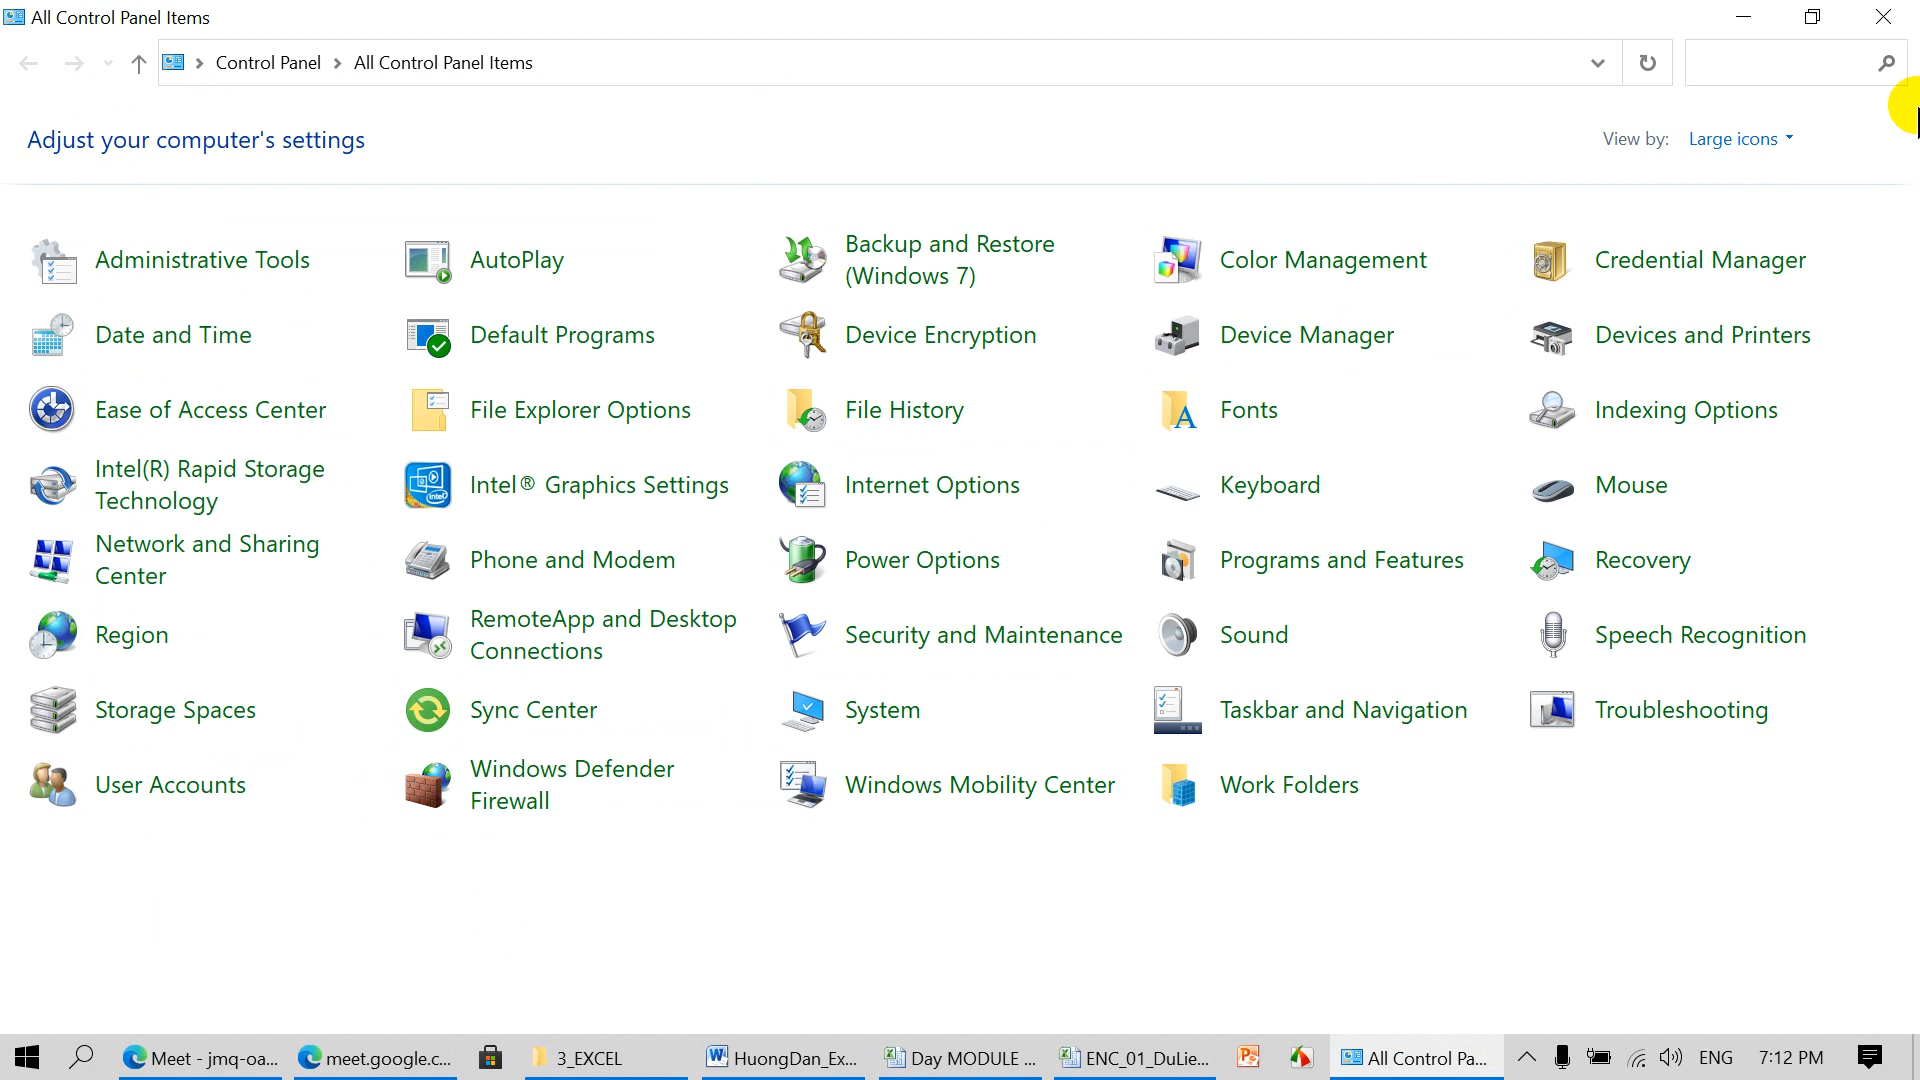 All Control Panel Items
Control Panel > All Control Panel Items
Adjust your computer's settings
View by: Large icons
Administrative Tools
AutoPlay
Backup and Restore
(Windows 7)
Color Management
Credential Manager
Date and Time
Default Programs
Device Encryption
Device Manager
Devices and Printers
Ease of Access Center
File Explorer Options
File History
Fonts
Indexing Options
Intel(R) Rapid Storage
Technology
Intel® Graphics Settings
Internet Options
Keyboard
Mouse
Network and Sharing
Center
Phone and Modem
Power Options
Programs and Features
Recovery
Region
RemoteApp and Desktop
Connections
Security and Maintenance
Sound
Speech Recognition
Storage Spaces
Sync Center
System
Taskbar and Navigation
Troubleshooting
User Accounts
Windows Defender
Firewall
Windows Mobility Center
Work Folders
Meet - jmq-oa... meet.google.c... 3_EXCEL HuongDan_Ex... Day MODULE ... ENC_01_DuLie... All Control Pa... ENG 7:12 PM